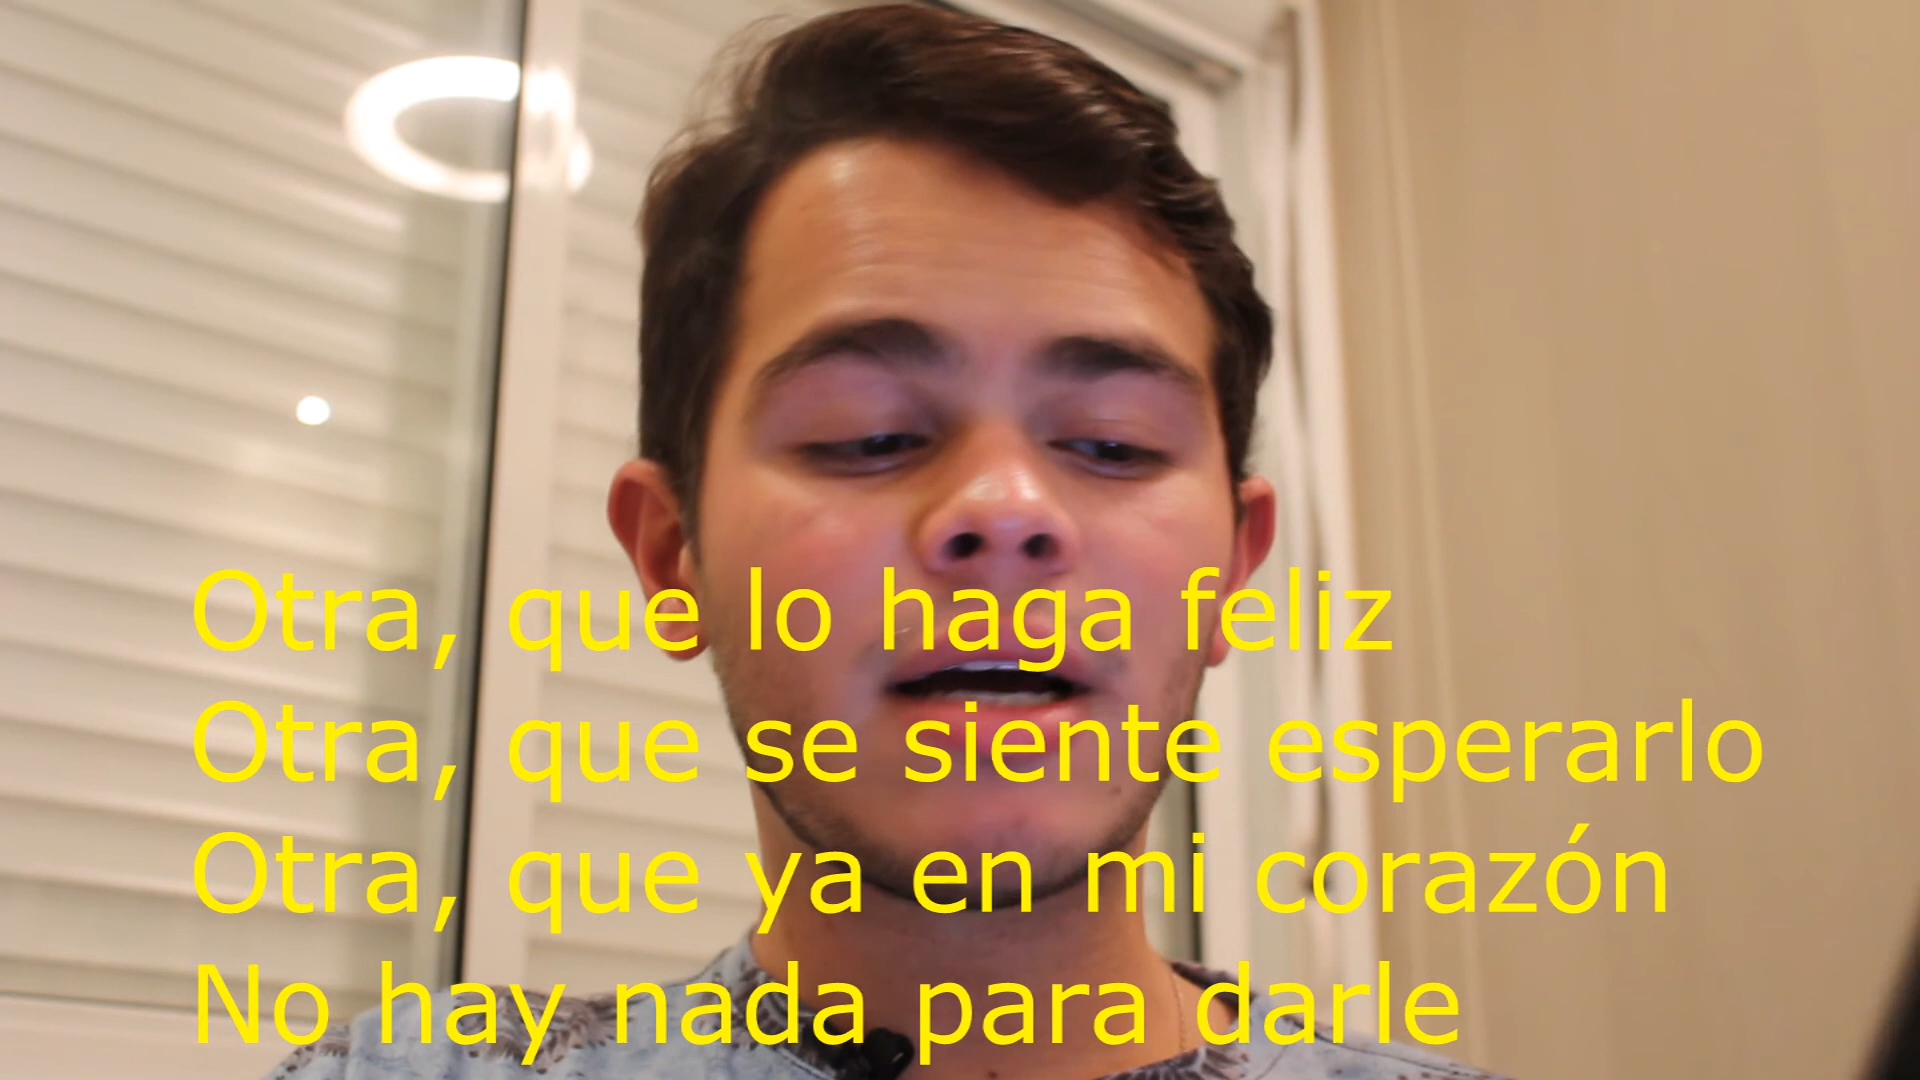 Otra, que lo haga feliz
Otra, que se siente esperarlo
Otra, que ya en mi corazón
No hay nada para darle